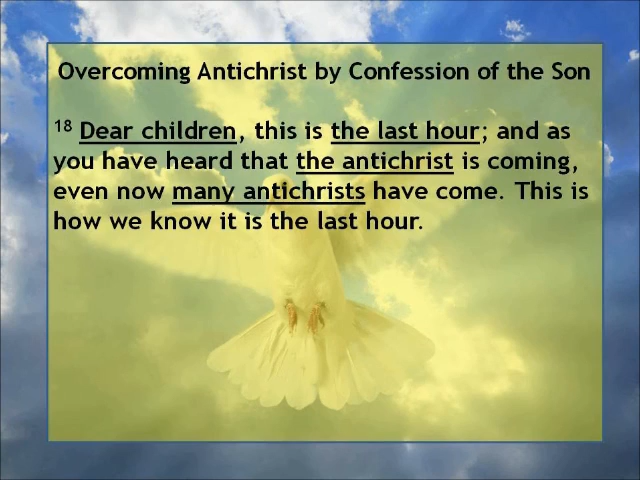 Overcoming Antichrist by Confession of the Son
18 Dear children, this is the last hour; and as
you have heard that the antichrist is coming,
even now many antichrists have come. This is
how we know it is the last hour.